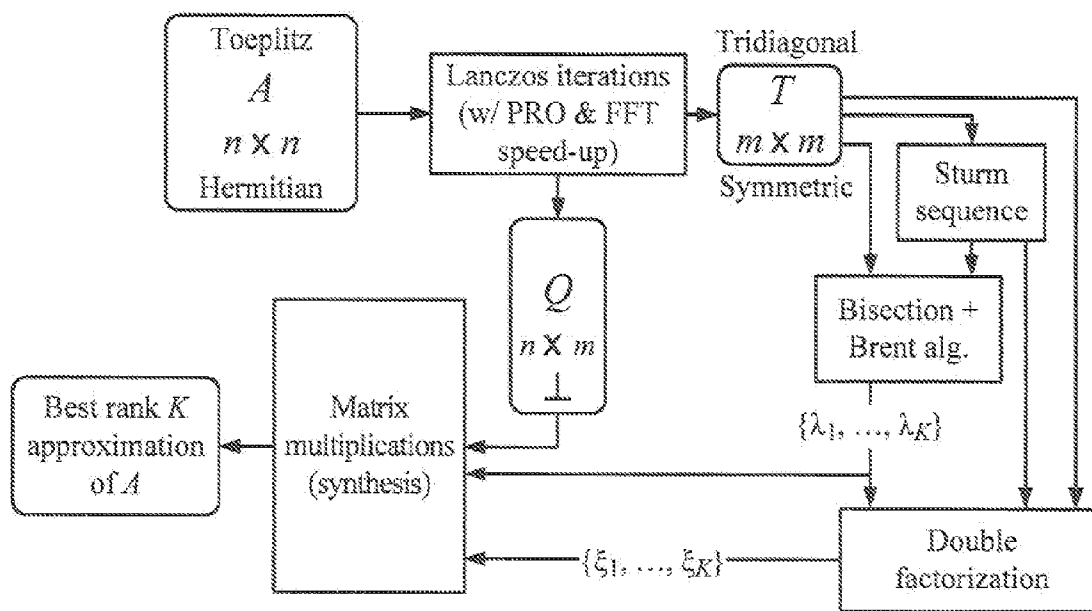 Toeplitz
A
n × n
Hermitian
Lanczos iterations
(w/ PRO & FFT
speed-up)
Tridiagonal
T
m × m
Symmetric
Sturm
sequence
Q
n × m
⊥
Bisection +
Brent alg.
{λ1, ..., λK}
Best rank K
approximation
of A
Matrix
multiplications
(synthesis)
{ξ1, ..., ξK}
Double
factorization